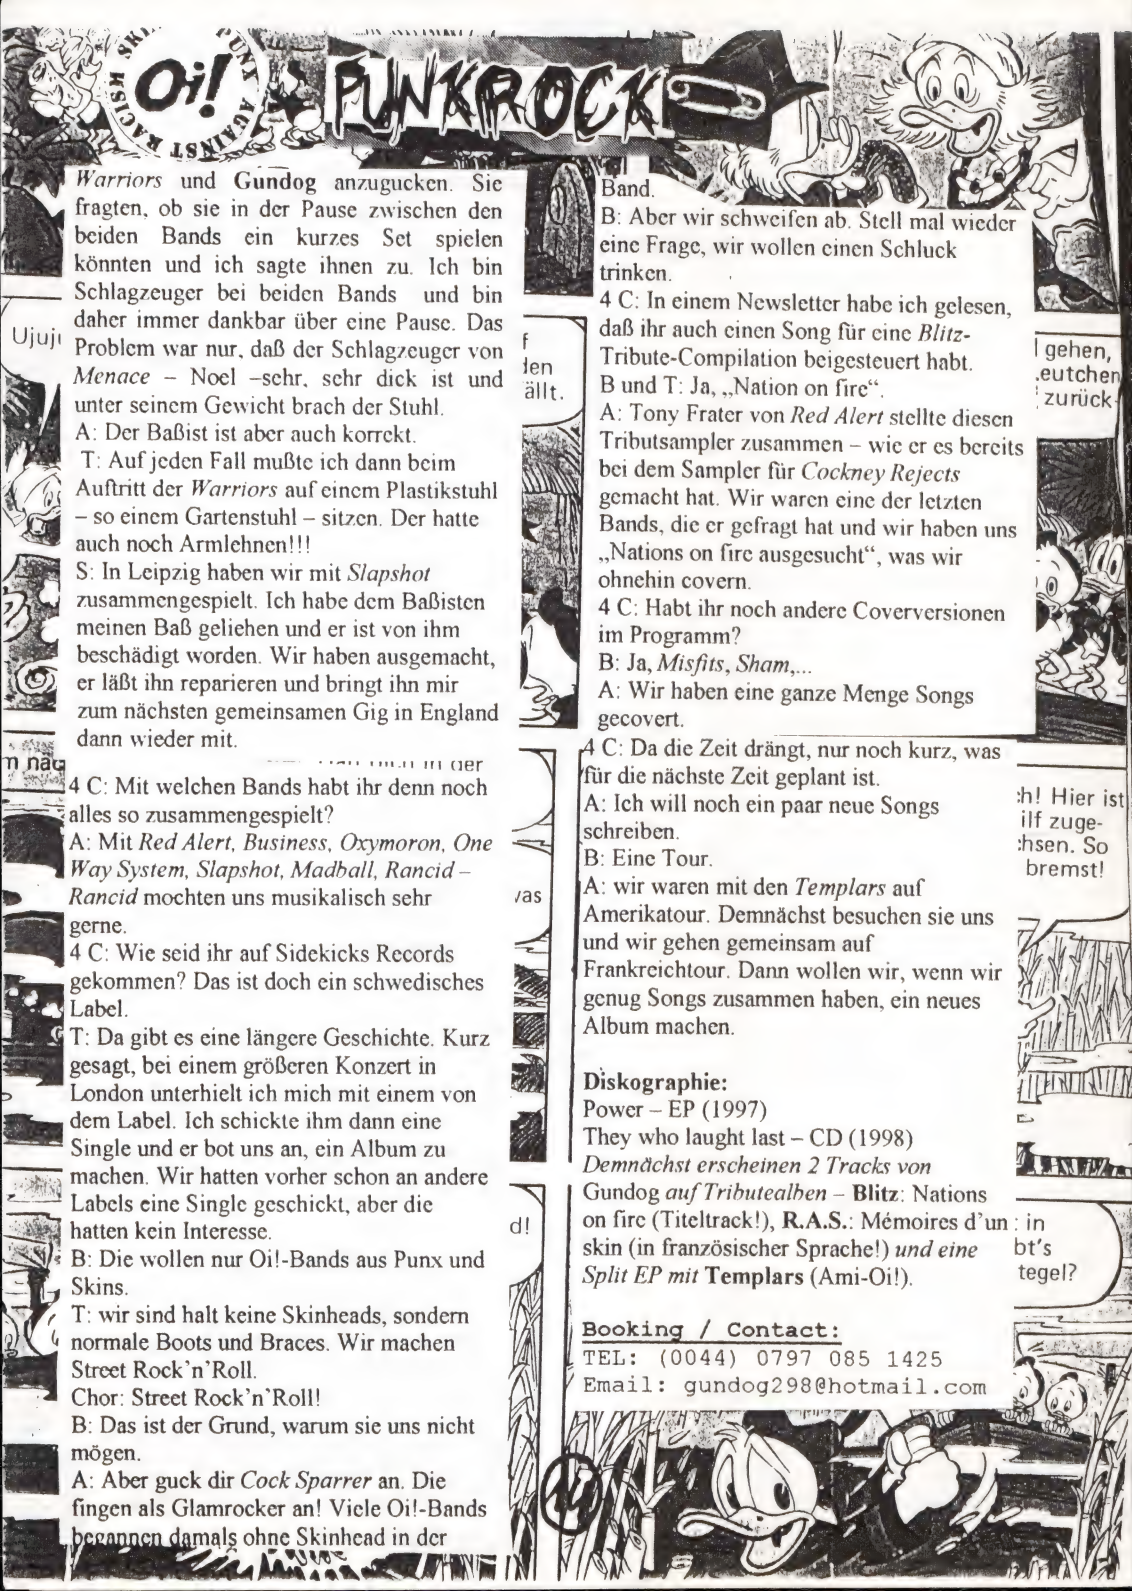 SKINS & PUNX AGAINST RACISM
Oi!
PUNKROCK
Warriors und Gundog anzugucken. Sie
fragten, ob sie in der Pause zwischen den
beiden Bands ein kurzes Set spielen
könnten und ich sagte ihnen zu. Ich bin
Schlagzeuger bei beiden Bands und bin
daher immer dankbar über eine Pause. Das
Problem war nur, daß der Schlagzeuger von
Menace – Noel –sehr, sehr dick ist und
unter seinem Gewicht brach der Stuhl.
A: Der Baßist ist aber auch korrekt.
T: Auf jeden Fall mußte ich dann beim
Auftritt der Warriors auf einem Plastikstuhl
– so einem Gartenstuhl – sitzen. Der hatte
auch noch Armlehnen!!!
S: In Leipzig haben wir mit Slapshot
zusammengespielt. Ich habe dem Baßisten
meinen Baß geliehen und er ist von ihm
beschädigt worden. Wir haben ausgemacht,
er läßt ihn reparieren und bringt ihn mir
zum nächsten gemeinsamen Gig in England
dann wieder mit.
4 C: Mit welchen Bands habt ihr denn noch
alles so zusammengespielt?
A: Mit Red Alert, Business, Oxymoron, One
Way System, Slapshot, Madball, Rancid –
Rancid mochten uns musikalisch sehr
gerne.
4 C: Wie seid ihr auf Sidekicks Records
gekommen? Das ist doch ein schwedisches
Label.
T: Da gibt es eine längere Geschichte. Kurz
gesagt, bei einem größeren Konzert in
London unterhielt ich mich mit einem von
dem Label. Ich schickte ihm dann eine
Single und er bot uns an, ein Album zu
machen. Wir hatten vorher schon an andere
Labels eine Single geschickt, aber die
hatten kein Interesse.
B: Die wollen nur Oi!-Bands aus Punx und
Skins.
T: wir sind halt keine Skinheads, sondern
normale Boots und Braces. Wir machen
Street Rock'n'Roll.
Chor: Street Rock'n'Roll!
B: Das ist der Grund, warum sie uns nicht
mögen.
A: Aber guck dir Cock Sparrer an. Die
fingen als Glamrocker an! Viele Oi!-Bands
begannen damals ohne Skinhead in der
Band.
B: Aber wir schweifen ab. Stell mal wieder
eine Frage, wir wollen einen Schluck
trinken.
4 C: In einem Newsletter habe ich gelesen,
daß ihr auch einen Song für eine Blitz-
Tribute-Compilation beigesteuert habt.
B und T: Ja, „Nation on fire“.
A: Tony Frater von Red Alert stellte diesen
Tributsampler zusammen – wie er es bereits
bei dem Sampler für Cockney Rejects
gemacht hat. Wir waren eine der letzten
Bands, die er gefragt hat und wir haben uns
„Nations on fire ausgesucht“, was wir
ohnehin covern.
4 C: Habt ihr noch andere Coverversionen
im Programm?
B: Ja, Misfits, Sham,...
A: Wir haben eine ganze Menge Songs
gecovert.
4 C: Da die Zeit drängt, nur noch kurz, was
für die nächste Zeit geplant ist.
A: Ich will noch ein paar neue Songs
schreiben.
B: Eine Tour.
A: wir waren mit den Templars auf
Amerikatour. Demnächst besuchen sie uns
und wir gehen gemeinsam auf
Frankreichtour. Dann wollen wir, wenn wir
genug Songs zusammen haben, ein neues
Album machen.
Diskographie:
Power – EP (1997)
They who laught last – CD (1998)
Demnächst erscheinen 2 Tracks von
Gundog auf Tributealben – Blitz: Nations
on fire (Titeltrack!), R.A.S.: Mémoires d'un
skin (in französischer Sprache!) und eine
Split EP mit Templars (Ami-Oi!).
Booking / Contact:
TEL: (0044) 0797 085 1425
Email: gundog298@hotmail.com
Ujuj
f
den
ällt.
gehen,
eutchen
zurück
m näc
was
ch! Hier ist
ilf zuge-
chsen. So
bremst!
d!
: in
bt's
tegel?
14